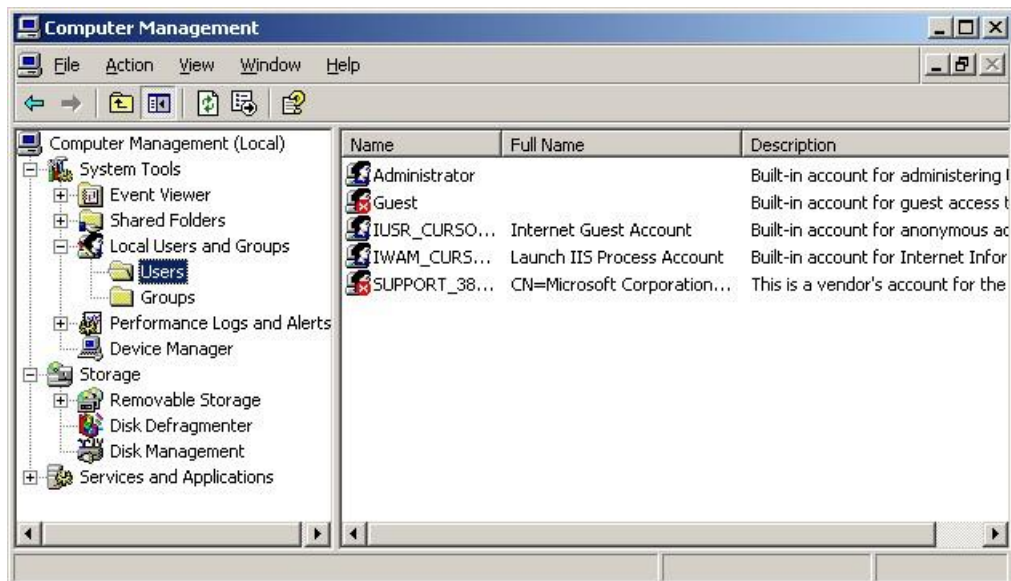 Computer Management
File Action View Window Help
Computer Management (Local)
System Tools
Event Viewer
Shared Folders
Local Users and Groups
Users
Groups
Performance Logs and Alerts
Device Manager
Storage
Removable Storage
Disk Defragmenter
Disk Management
Services and Applications
Name Full Name Description
Administrator Built-in account for administering
Guest Built-in account for guest access t
IUSR_CURSO... Internet Guest Account Built-in account for anonymous ac
IWAM_CURS... Launch IIS Process Account Built-in account for Internet Infor
SUPPORT_38... CN=Microsoft Corporation... This is a vendor's account for the